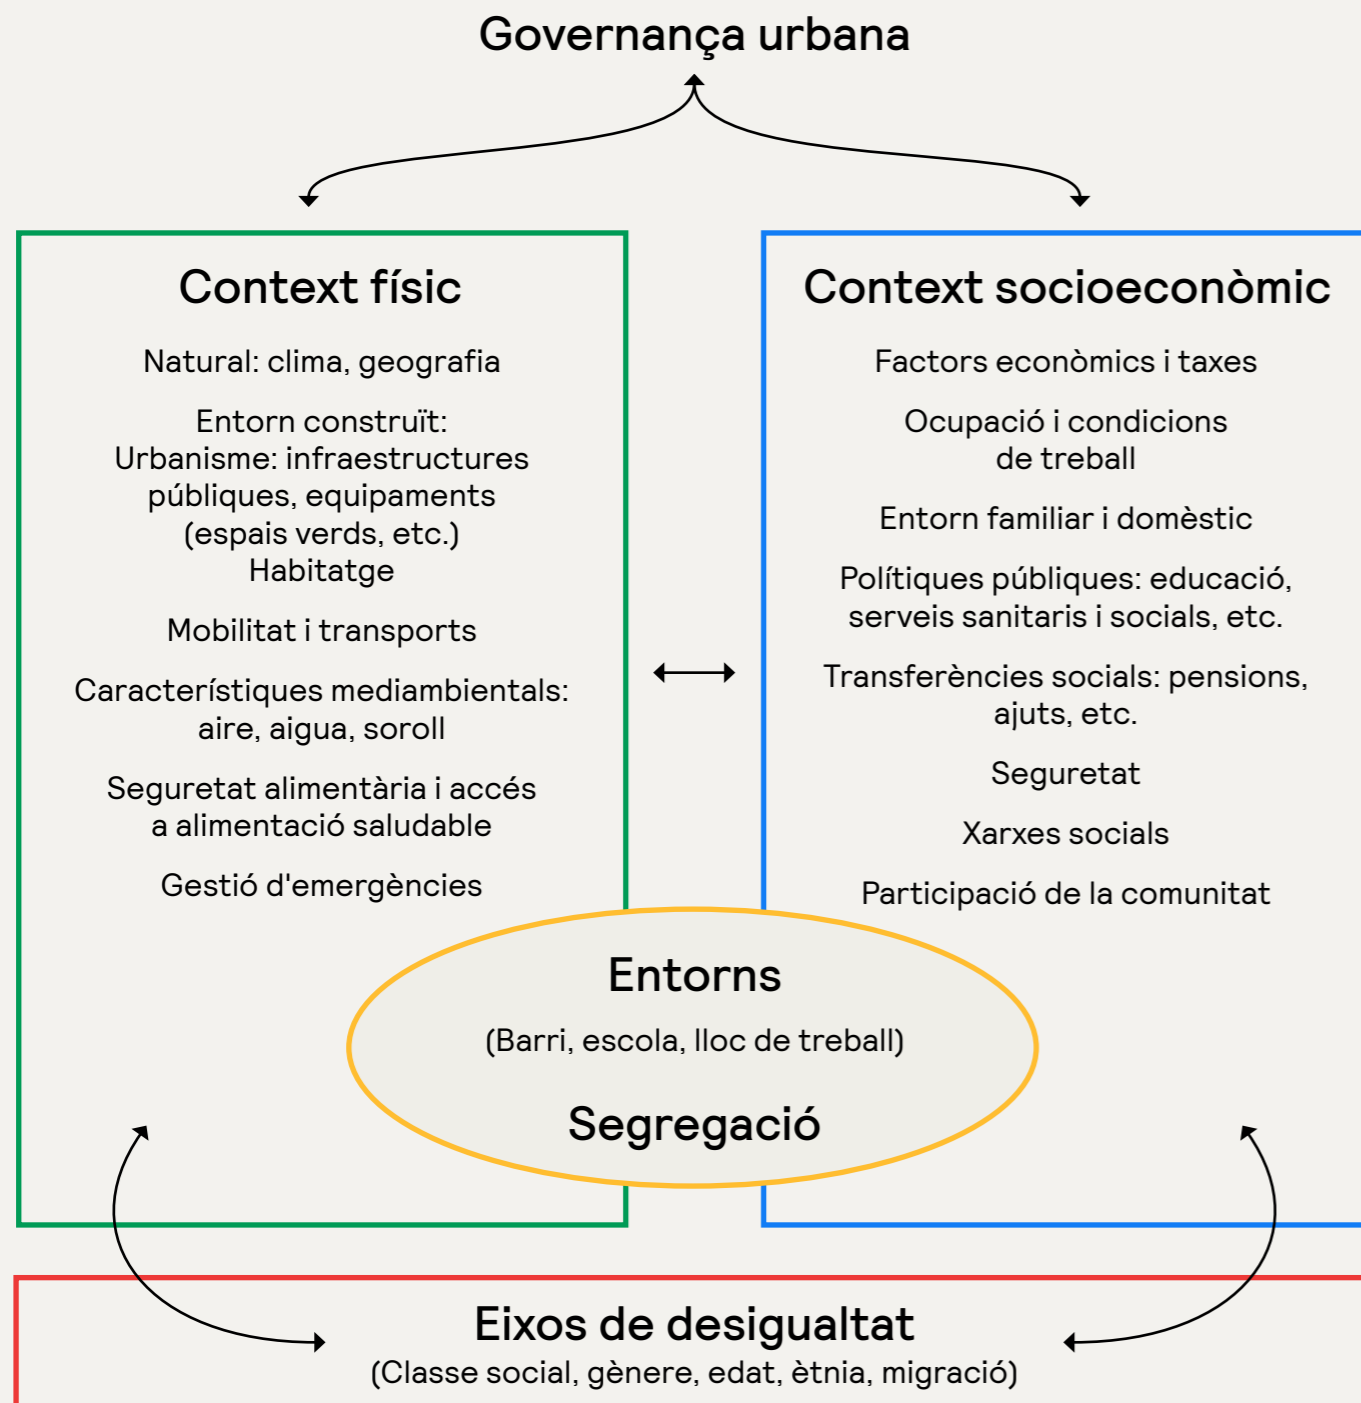 Governança urbana
Context físic
Natural: clima, geografia
Entorn construït:
Urbanisme: infraestructures
públiques, equipaments
(espais verds, etc.)
Habitatge
Mobilitat i transports
Característiques mediambientals:
aire, aigua, soroll
Seguretat alimentària i accés
a alimentació saludable
Gestió d'emergències
Context socioeconòmic
Factors econòmics i taxes
Ocupació i condicions
de treball
Entorn familiar i domèstic
Polítiques públiques: educació,
serveis sanitaris i socials, etc.
Transferències socials: pensions,
ajuts, etc.
Seguretat
Xarxes socials
Participació de la comunitat
Entorns
(Barri, escola, lloc de treball)
Segregació
Eixos de desigualtat
(Classe social, gènere, edat, ètnia, migració)